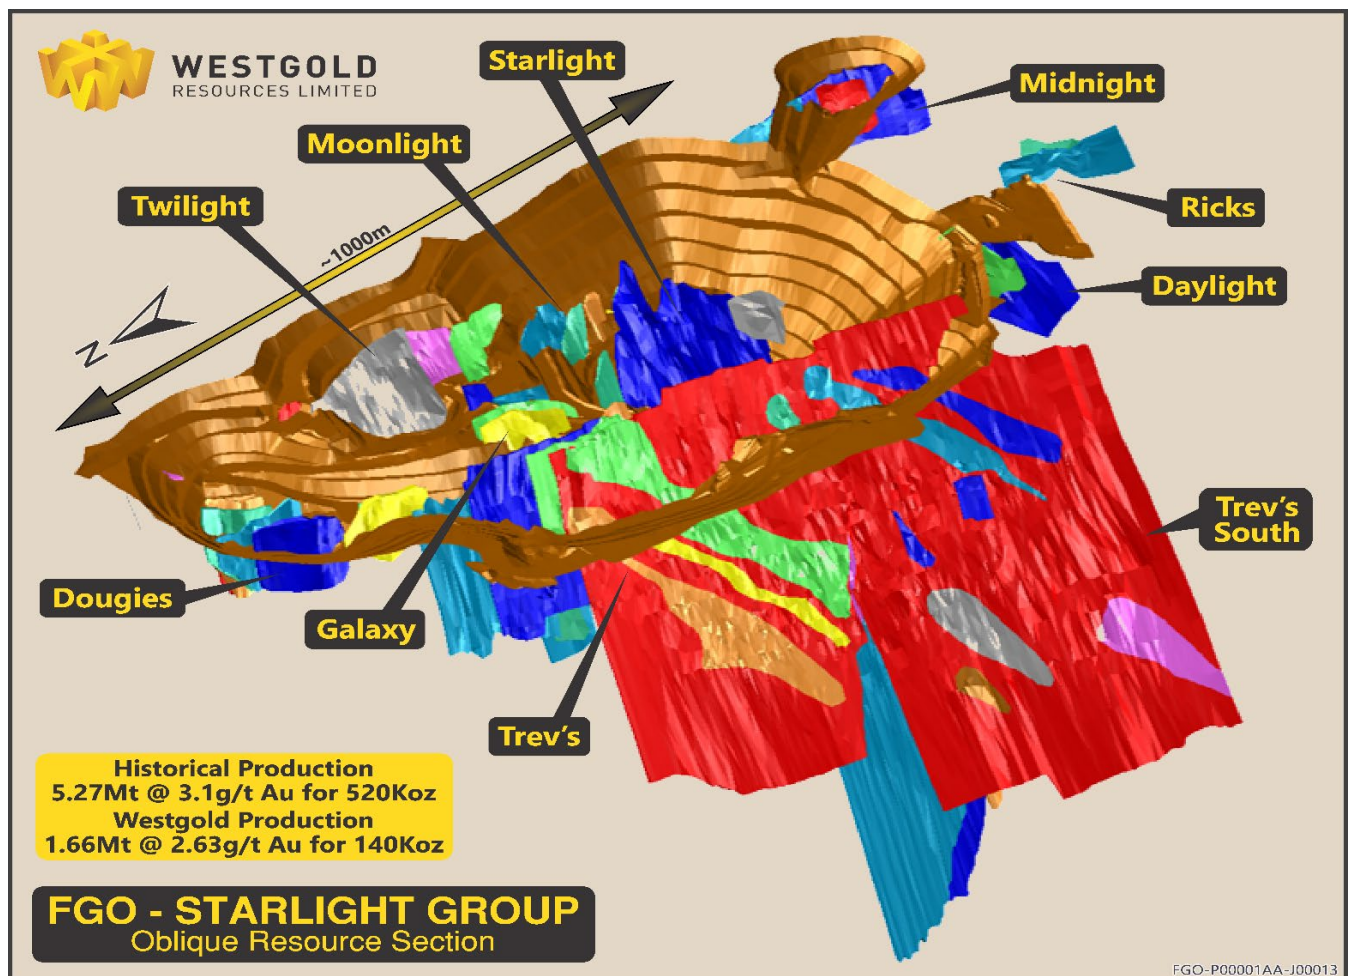 WESTGOLD
RESOURCES LIMITED
Starlight
Midnight
Moonlight
Ricks
Twilight
~1000m
Daylight
N
Trev's
South
Dougies
Galaxy
Trev's
Historical Production
5.27Mt @ 3.1g/t Au for 520Koz
Westgold Production
1.66Mt @ 2.63g/t Au for 140Koz
FGO - STARLIGHT GROUP
Oblique Resource Section
FGO-P00001AA-J00013